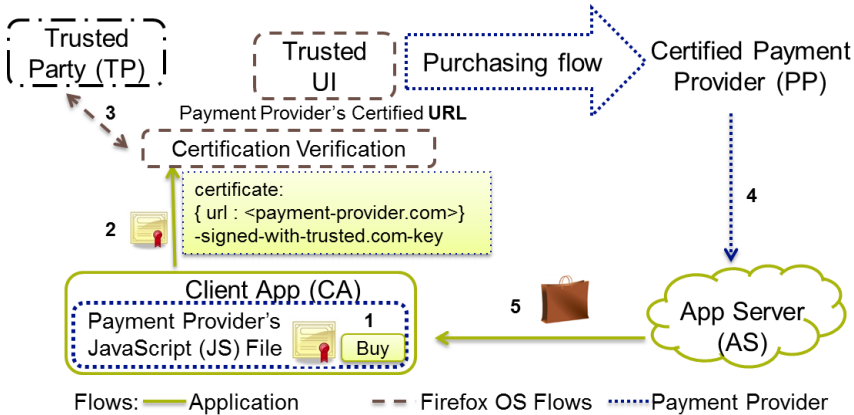 Trusted
Party (TP)
Trusted
UI
Purchasing flow
Certified Payment
Provider (PP)
3
Payment Provider's Certified URL
Certification Verification
certificate:
{ url : <payment-provider.com>}
-signed-with-trusted.com-key
2
4
Client App (CA)
Payment Provider's
JavaScript (JS) File
1
Buy
5
App Server
(AS)
Flows:
Application
Firefox OS Flows
Payment Provider